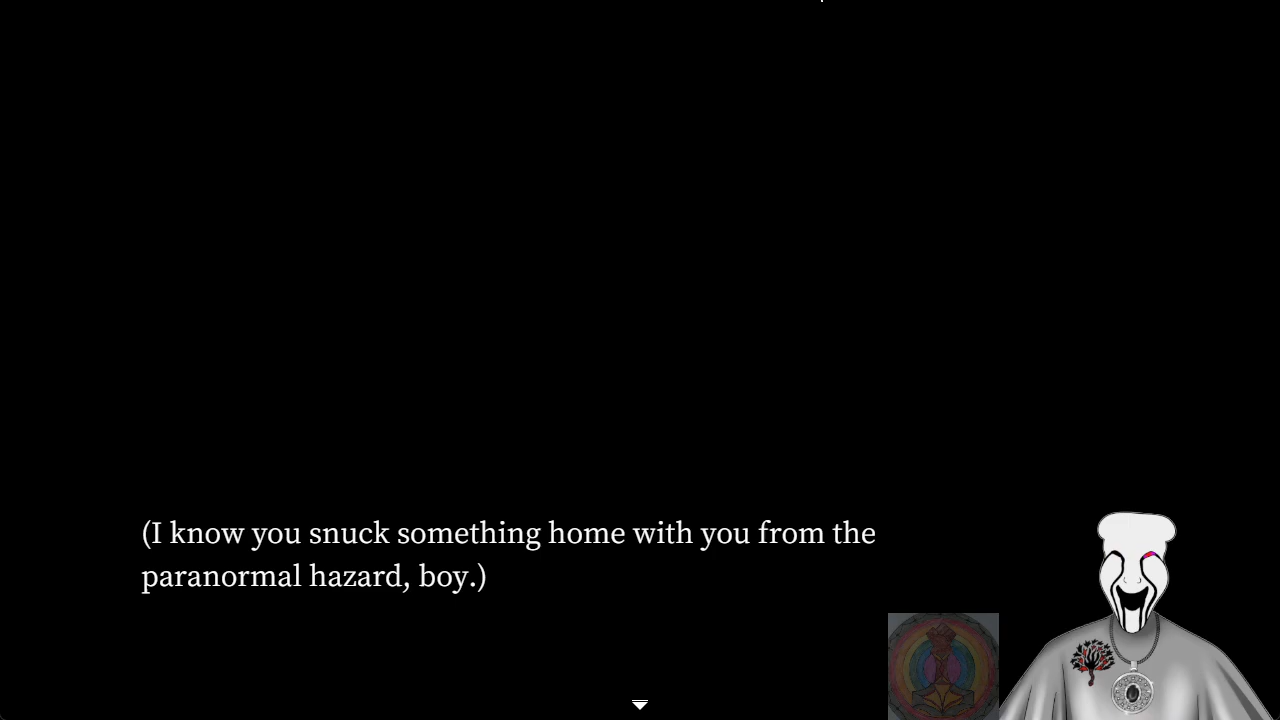 (I know you snuck something home with you from the
paranormal hazard, boy.)